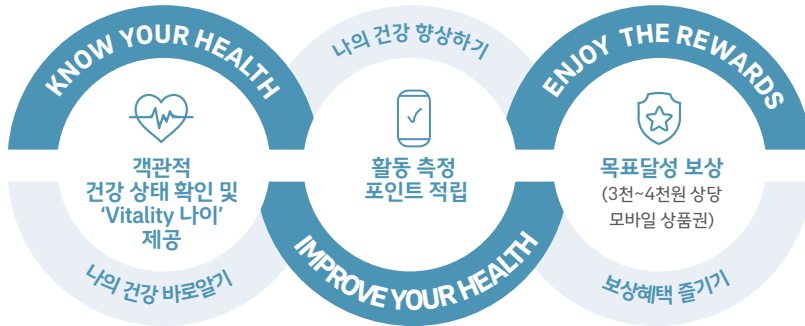 KNOW YOUR HEALTH
객관적
건강 상태 확인 및
‘Vitality 나이’
제공
나의 건강 바로알기
나의 건강 향상하기
활동 측정
포인트 적립
IMPROVE YOUR HEALTH
ENJOY THE REWARDS
목표달성 보상
(3천~4천원 상당
모바일 상품권)
보상혜택 즐기기